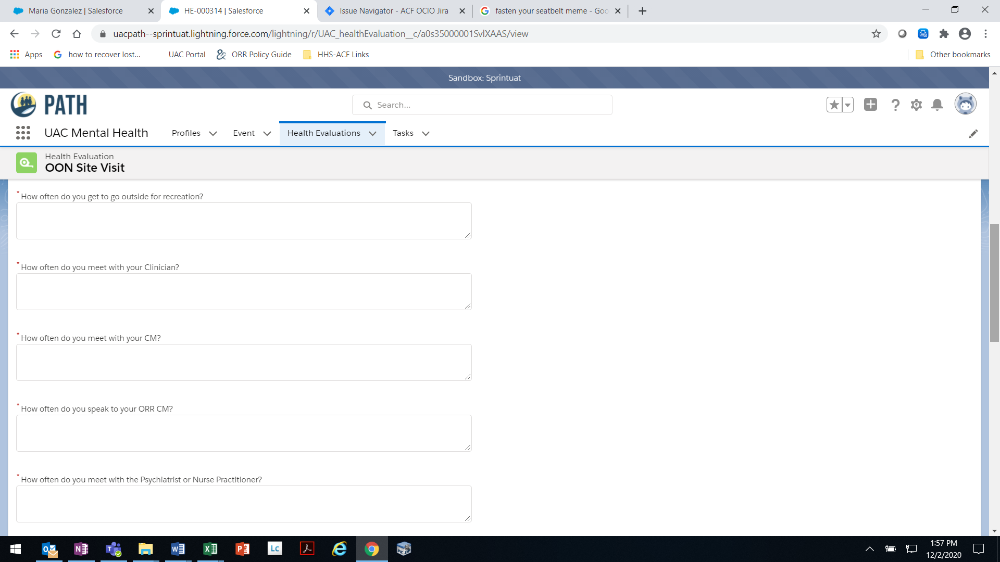 Maria Gonzalez | Salesforce
HE-000314 | Salesforce
Issue Navigator - ACF OCIO Jira
fasten your seatbelt meme - Goo
uacpath--sprintuat.lightning.force.com/lightning/r/UAC_healthEvaluation__c/a0s35000001SvlXAAS/view
Apps
how to recover lost...
UAC Portal
ORR Policy Guide
HHS-ACF Links
Other bookmarks
Sandbox: Sprintuat
PATH
Search...
UAC Mental Health
Profiles
Event
Health Evaluations
Tasks
Health Evaluation
OON Site Visit
* How often do you get to go outside for recreation?
* How often do you meet with your Clinician?
* How often do you meet with your CM?
* How often do you speak to your ORR CM?
* How often do you meet with the Psychiatrist or Nurse Practitioner?
Lc
1:57 PM
12/2/2020